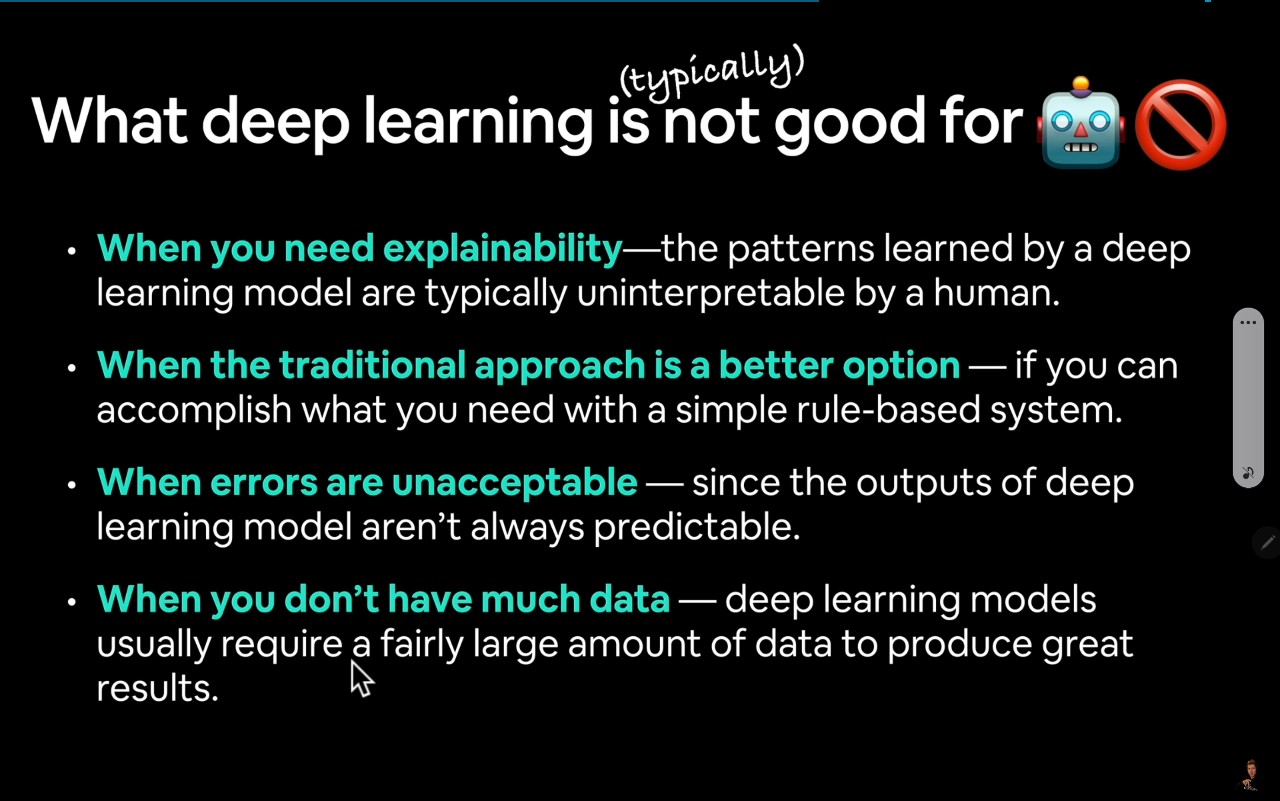 (typically)
What deep learning is not good for
• When you need explainability—the patterns learned by a deep
learning model are typically uninterpretable by a human.
• When the traditional approach is a better option — if you can
accomplish what you need with a simple rule-based system.
• When errors are unacceptable — since the outputs of deep
learning model aren’t always predictable.
• When you don’t have much data — deep learning models
usually require a fairly large amount of data to produce great
results.